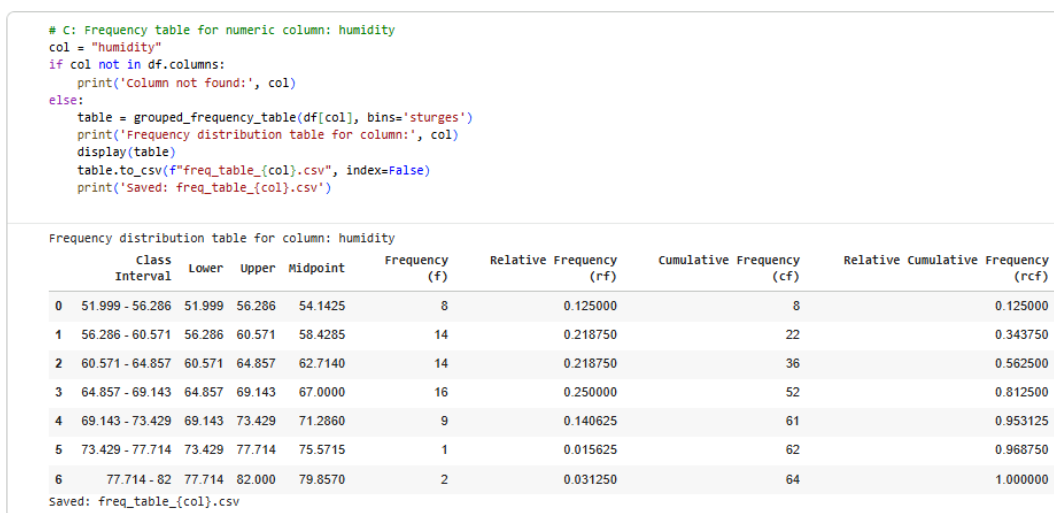 # C: Frequency table for numeric column: humidity
col = "humidity"
if col not in df.columns:
    print('Column not found:', col)
else:
    table = grouped_frequency_table(df[col], bins='sturges')
    print('Frequency distribution table for column:', col)
    display(table)
    table.to_csv(f"freq_table_{col}.csv", index=False)
    print('Saved: freq_table_{col}.csv')
Frequency distribution table for column: humidity
Class Interval Lower Upper Midpoint Frequency (f) Relative Frequency (rf) Cumulative Frequency (cf) Relative Cumulative Frequency (rcf)
0 51.999 - 56.286 51.999 56.286 54.1425 8 0.125000 8 0.125000
1 56.286 - 60.571 56.286 60.571 58.4285 14 0.218750 22 0.343750
2 60.571 - 64.857 60.571 64.857 62.7140 14 0.218750 36 0.562500
3 64.857 - 69.143 64.857 69.143 67.0000 16 0.250000 52 0.812500
4 69.143 - 73.429 69.143 73.429 71.2860 9 0.140625 61 0.953125
5 73.429 - 77.714 73.429 77.714 75.5715 1 0.015625 62 0.968750
6 77.714 - 82 77.714 82.000 79.8570 2 0.031250 64 1.000000
Saved: freq_table_{col}.csv